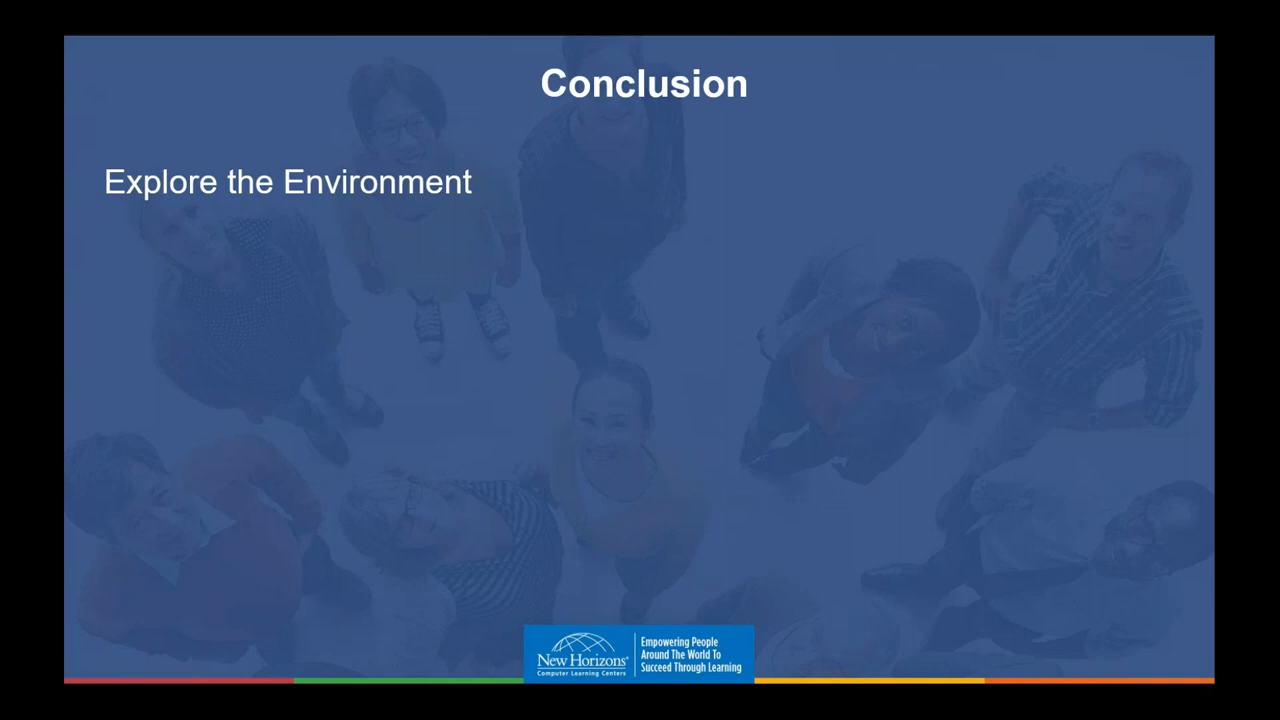 Conclusion
Explore the Environment
New Horizons®
Computer Learning Centers
Empowering People
Around The World To
Succeed Through Learning